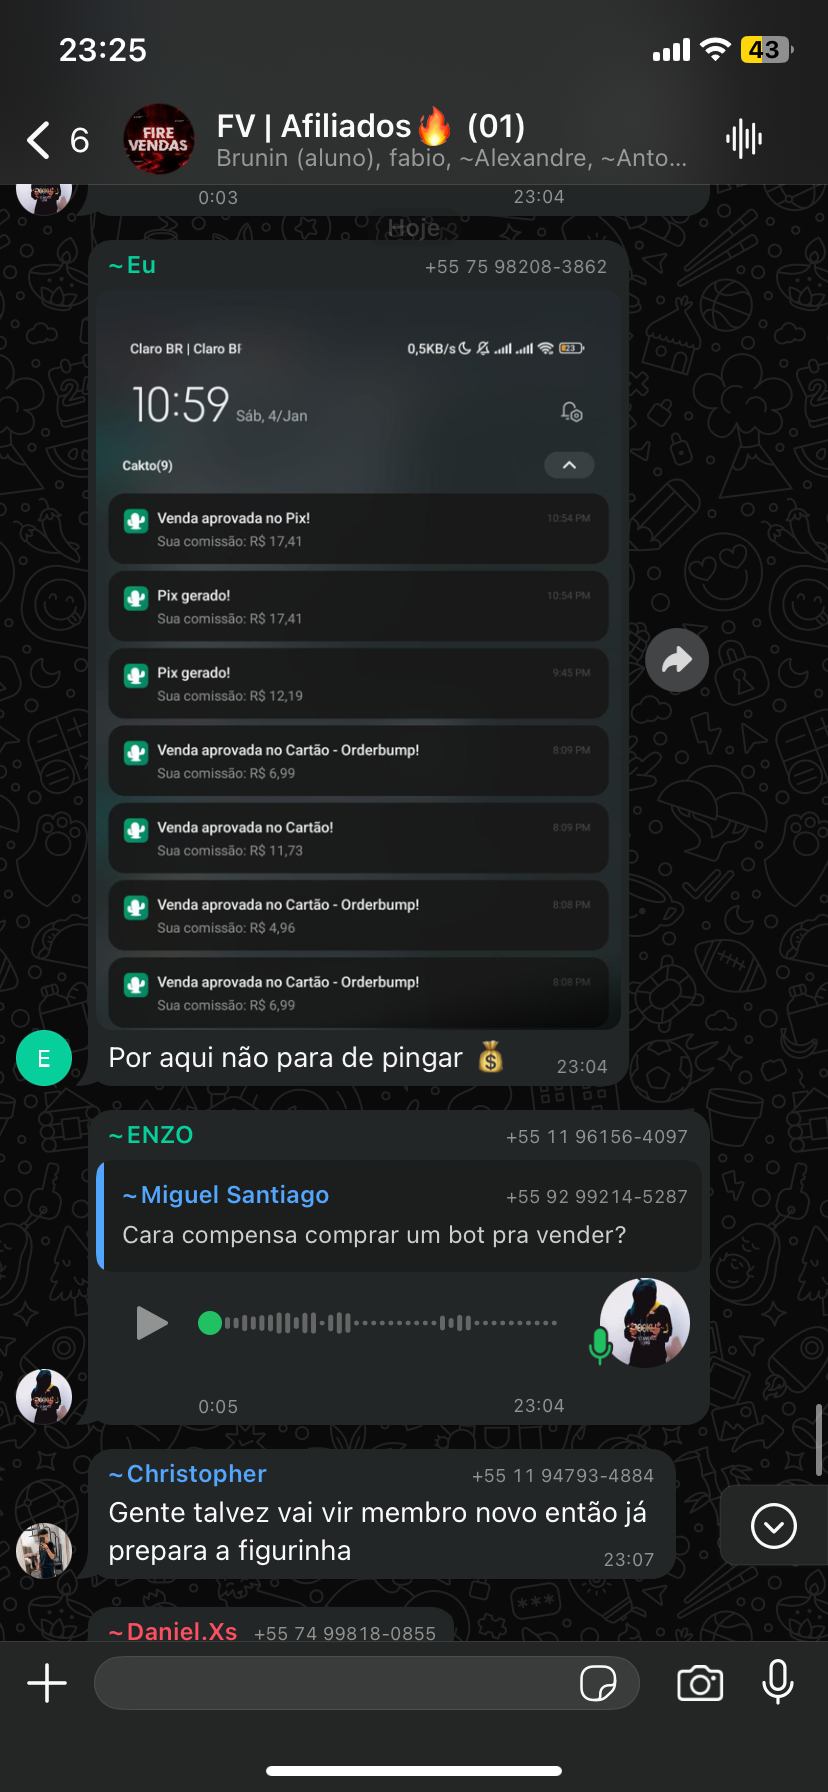 23:25
43
6
FIRE
VENDAS
FV | Afiliados🔥 (01)
Brunin (aluno), fabio, ~Alexandre, ~Anto...
0:03 23:04
Hoje
~Eu +55 75 98208-3862
Claro BR | Claro BF 0,5KB/s 23
10:59 Sáb, 4/Jan
Cakto(9)
Venda aprovada no Pix! 10:54 PM
Sua comissão: R$ 17,41
Pix gerado! 10:54 PM
Sua comissão: R$ 17,41
Pix gerado! 9:45 PM
Sua comissão: R$ 12,19
Venda aprovada no Cartão - Orderbump! 8:09 PM
Sua comissão: R$ 6,99
Venda aprovada no Cartão! 8:09 PM
Sua comissão: R$ 11,73
Venda aprovada no Cartão - Orderbump! 8:08 PM
Sua comissão: R$ 4,96
Venda aprovada no Cartão - Orderbump! 8:08 PM
Sua comissão: R$ 6,99
E
Por aqui não para de pingar 💰 23:04
~ENZO +55 11 96156-4097
~Miguel Santiago +55 92 99214-5287
Cara compensa comprar um bot pra vender?
0:05 23:04
~Christopher +55 11 94793-4884
Gente talvez vai vir membro novo então já
prepara a figurinha 23:07
~Daniel.Xs +55 74 99818-0855